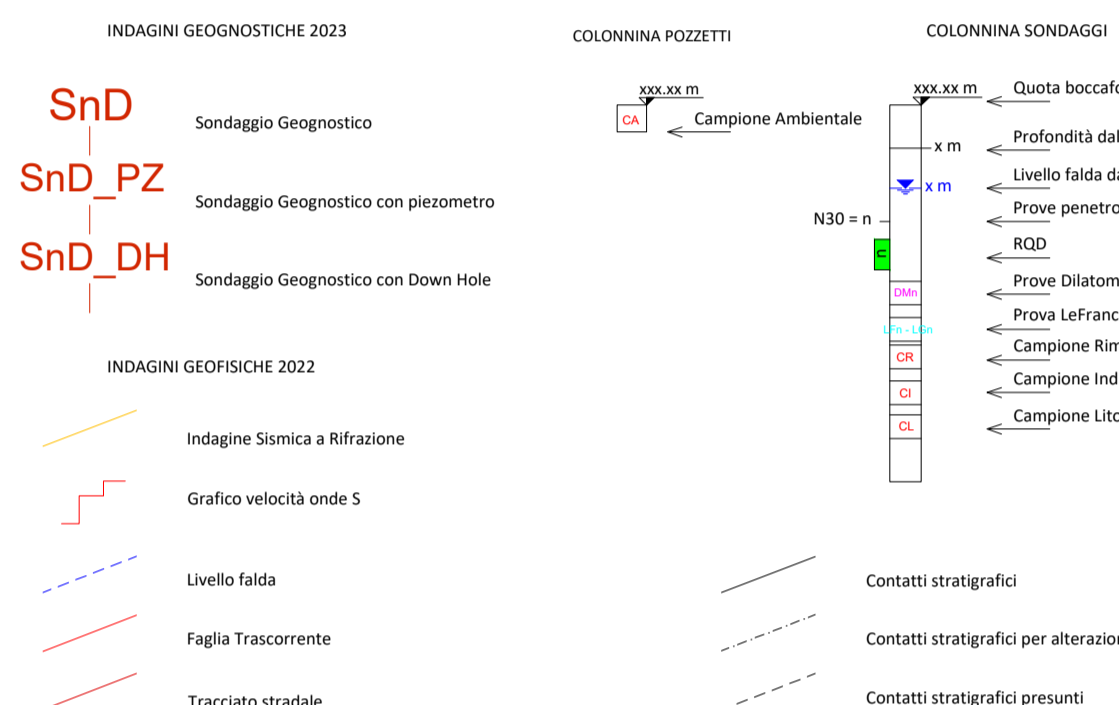 INDAGINI GEOGNOSTICHE 2023
SnD
Sondaggio Geognostico
SnD_PZ
Sondaggio Geognostico con piezometro
SnD_DH
Sondaggio Geognostico con Down Hole
INDAGINI GEOFISICHE 2022
Indagine Sismica a Rifrazione
Grafico velocità onde S
Livello falda
Faglia Trascorrente
Tracciato stradale
COLONNINA POZZETTI
xxx.xx m
CA
Campione Ambientale
COLONNINA SONDAGGI
xxx.xx m
Quota boccafo
x m
Profondità dal
x m
Livello falda da
N30 = n
Prove penetro
n
RQD
DMn
Prove Dilatom
LFn - LGn
Prova LeFranc
CR
Campione Rim
CI
Campione Ind
CL
Campione Lito
Contatti stratigrafici
Contatti stratigrafici per alterazion
Contatti stratigrafici presunti